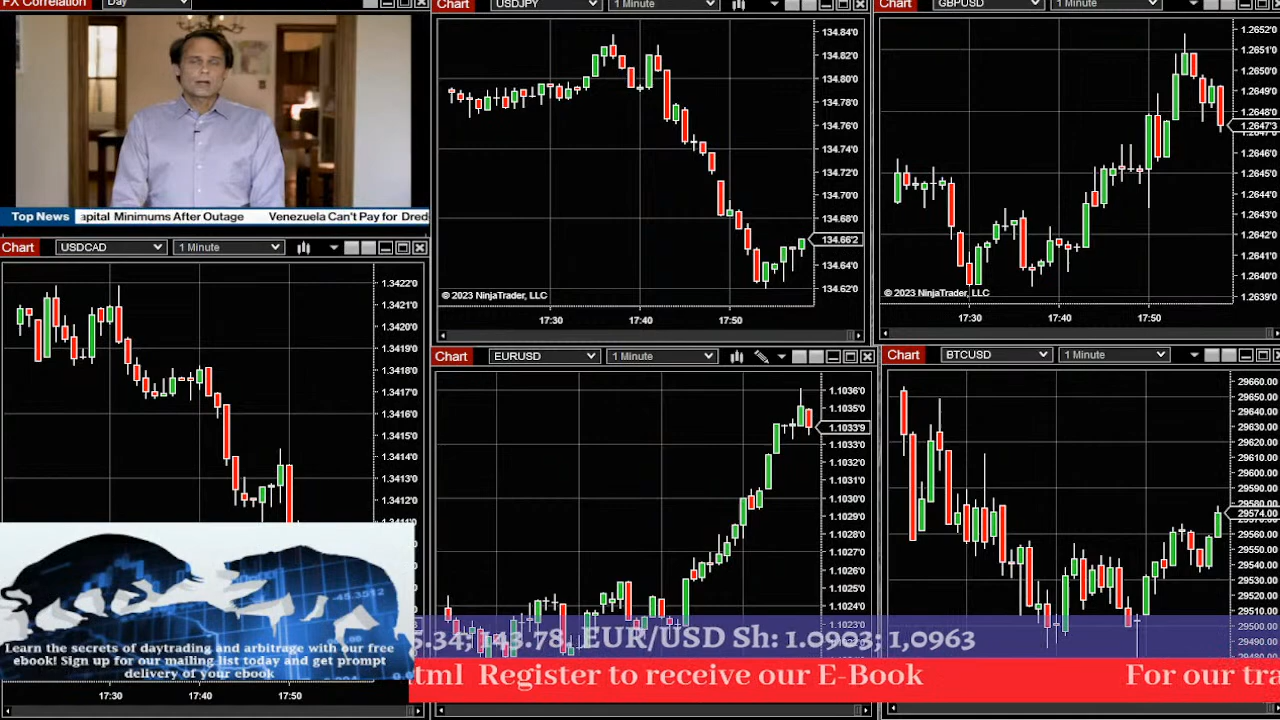 FX Correlation
Day
Top News
apital Minimums After Outage
Venezuela Can't Pay for Dred
Chart
USDJPY
1 Minute
134.84'0
134.82'0
134.80'0
134.78'0
134.76'0
134.74'0
134.72'0
134.70'0
134.68'0
134.66'2
134.64'0
134.62'0
© 2023 NinjaTrader, LLC
17:30
17:40
17:50
Chart
GBPUSD
1 Minute
1.2652'0
1.2651'0
1.2650'0
1.2649'0
1.2648'0
1.2647'3
1.2645'0
1.2644'0
1.2643'0
1.2642'0
1.2641'0
1.2640'0
1.2639'0
© 2023 NinjaTrader, LLC
17:30
17:40
17:50
Chart
USDCAD
1 Minute
1.3422'0
1.3421'0
1.3420'0
1.3419'0
1.3418'0
1.3417'0
1.3416'0
1.3415'0
1.3414'0
1.3413'0
1.3412'0
17:30
17:40
17:50
Chart
EURUSD
1 Minute
1.1036'0
1.1035'0
1.1033'9
1.1033'0
1.1032'0
1.1030'0
1.1029'0
1.1028'0
1.1027'0
1.1025'0
1.1024'0
1.1023'0
Chart
BTCUSD
1 Minute
29660.00
29650.00
29640.00
29620.00
29610.00
29600.00
29590.00
29580.00
29574.00
29560.00
29550.00
29540.00
29530.00
29520.00
29510.00
29500.00
29490.00
-45.3512
Learn the secrets of daytrading and arbitrage with our free
ebook! Sign up for our mailing list today and get prompt
delivery of your ebook
5.34; 143.78, EUR/USD Sh: 1.0903; 1,0963
tml Register to receive our E-Book
For our tra